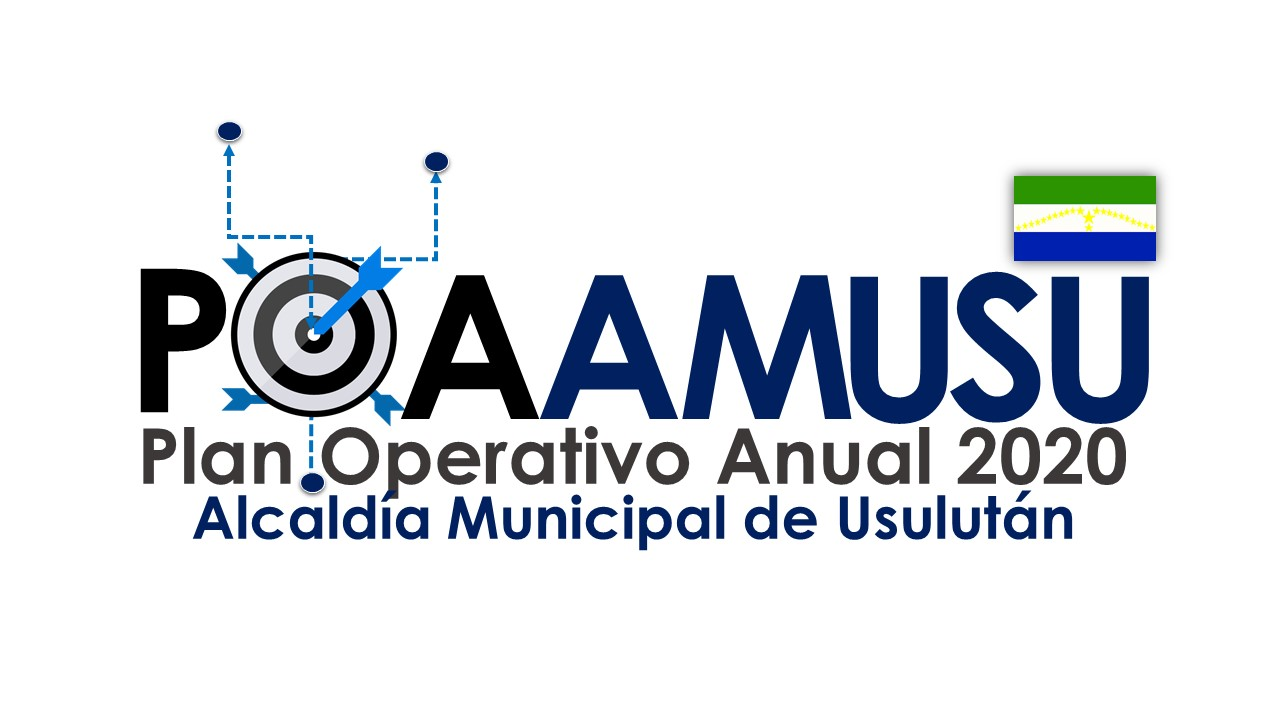 POAAMUSU
Plan Operativo Anual 2020
Alcaldía Municipal de Usulután